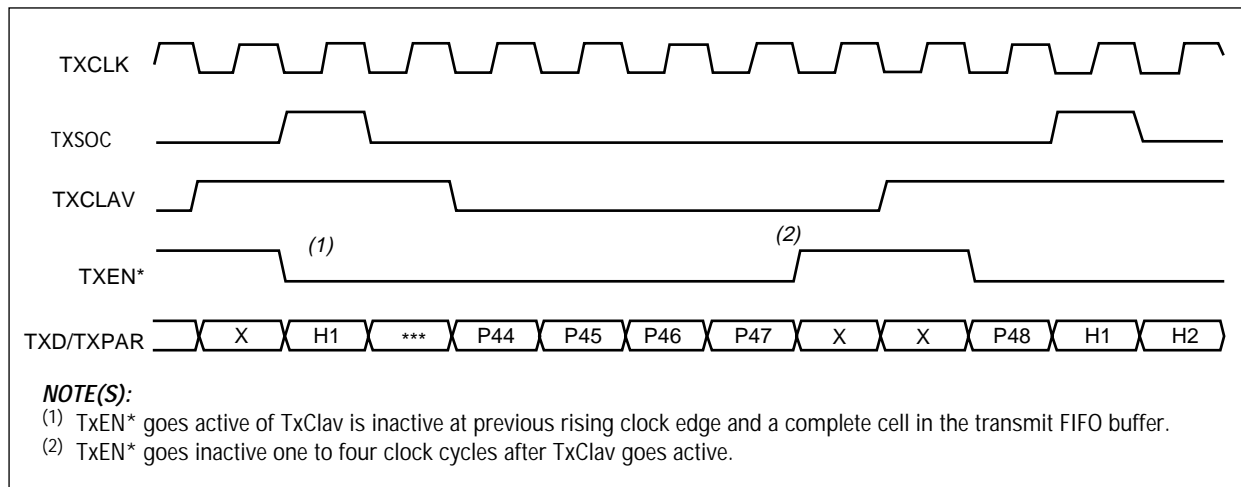 TXCLK
TXSOC
TXCLAV
(1) (2)
TXEN*
TXD/TXPAR X H1 *** P44 P45 P46 P47 X X P48 H1 H2
NOTE(S):
(1) TxEN* goes active of TxClav is inactive at previous rising clock edge and a complete cell in the transmit FIFO buffer.
(2) TxEN* goes inactive one to four clock cycles after TxClav goes active.